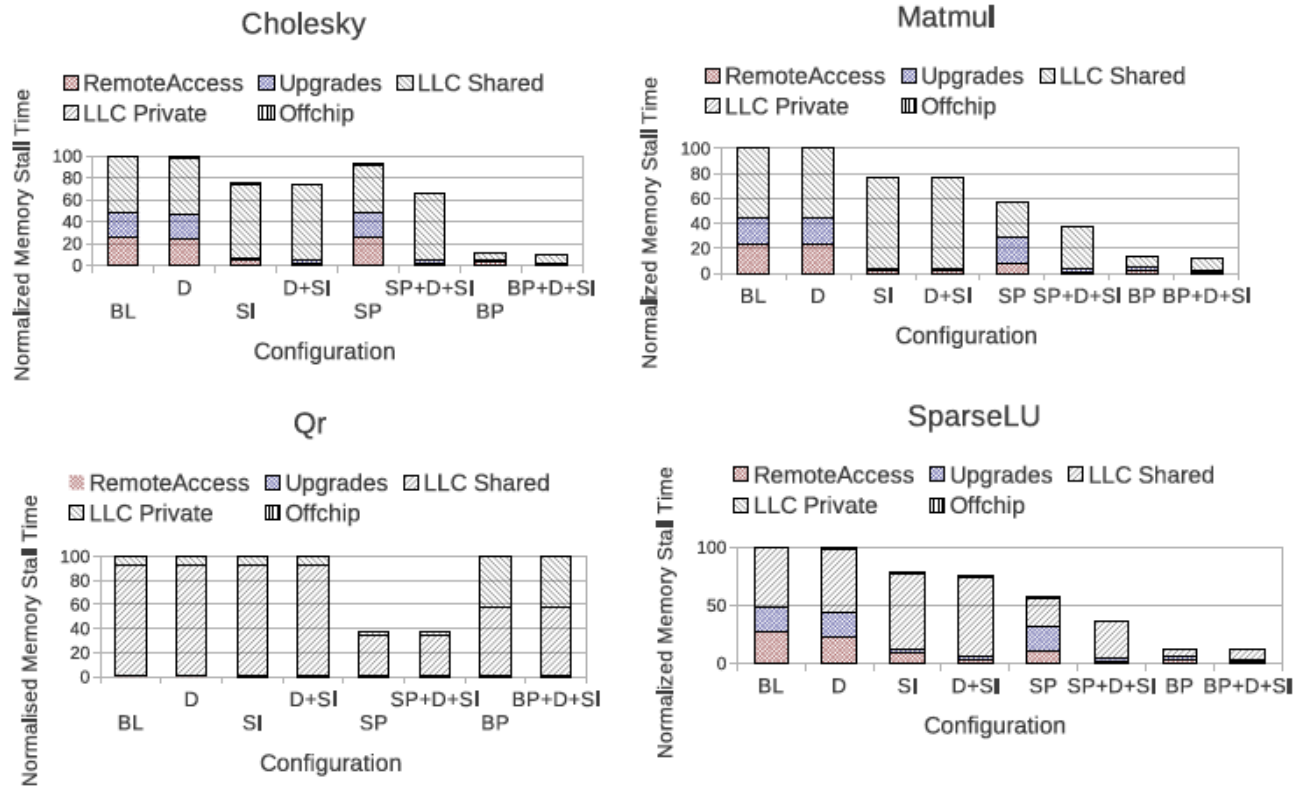 Cholesky
RemoteAccess Upgrades LLC Shared
LLC Private Offchip
Normalized Memory Stall Time
100
80
60
40
20
0
D D+SI SP+D+SI BP+D+SI
BL SI SP BP
Configuration
Matmul
RemoteAccess Upgrades LLC Shared
LLC Private Offchip
Normalized Memory Stall Time
100
80
60
40
20
0
BL D SI D+SI SP SP+D+SI BP BP+D+SI
Configuration
Qr
RemoteAccess Upgrades LLC Shared
LLC Private Offchip
Normalised Memory Stall Time
100
80
60
40
20
0
D D+SI SP+D+SI BP+D+SI
BL SI SP BP
Configuration
SparseLU
RemoteAccess Upgrades LLC Shared
LLC Private Offchip
Normalized Memory Stall Time
100
50
0
BL D SI D+SI SP SP+D+SI BP BP+D+SI
Configuration